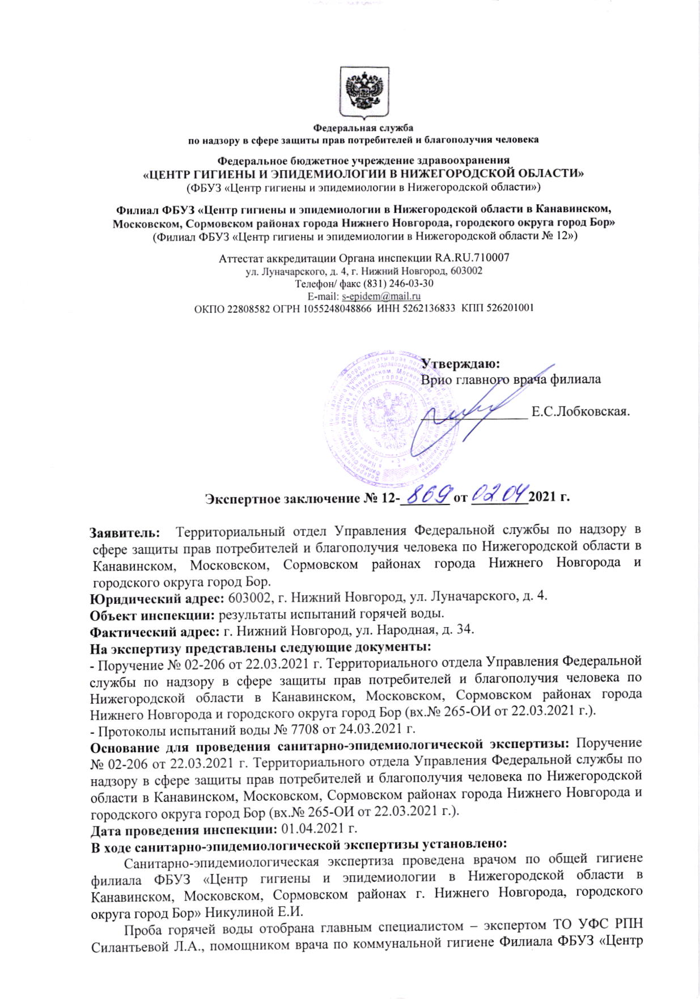 Федеральная служба
по надзору в сфере защиты прав потребителей и благополучия человека
Федеральное бюджетное учреждение здравоохранения
«ЦЕНТР ГИГИЕНЫ И ЭПИДЕМИОЛОГИИ В НИЖЕГОРОДСКОЙ ОБЛАСТИ»
(ФБУЗ «Центр гигиены и эпидемиологии в Нижегородской области»)
Филиал ФБУЗ «Центр гигиены и эпидемиологии в Нижегородской области в Канавинском,
Московском, Сормовском районах города Нижнего Новгорода, городского округа город Бор»
(Филиал ФБУЗ «Центр гигиены и эпидемиологии в Нижегородской области № 12»)
Аттестат аккредитации Органа инспекции RA.RU.710007
ул. Луначарского, д. 4, г. Нижний Новгород, 603002
Телефон/ факс (831) 246-03-30
E-mail: s-epidem@mail.ru
ОКПО 22808582 ОГРН 1055248048866 ИНН 5262136833 КПП 526201001
Утверждаю:
Врио главного врача филиала
Е.С.Лобковская.
Экспертное заключение № 12-869 от 02 04 2021 г.
Заявитель: Территориальный отдел Управления Федеральной службы по надзору в
сфере защиты прав потребителей и благополучия человека по Нижегородской области в
Канавинском, Московском, Сормовском районах города Нижнего Новгорода и
городского округа город Бор.
Юридический адрес: 603002, г. Нижний Новгород, ул. Луначарского, д. 4.
Объект инспекции: результаты испытаний горячей воды.
Фактический адрес: г. Нижний Новгород, ул. Народная, д. 34.
На экспертизу представлены следующие документы:
- Поручение № 02-206 от 22.03.2021 г. Территориального отдела Управления Федеральной
службы по надзору в сфере защиты прав потребителей и благополучия человека по
Нижегородской области в Канавинском, Московском, Сормовском районах города
Нижнего Новгорода и городского округа город Бор (вх.№ 265-ОИ от 22.03.2021 г.).
- Протоколы испытаний воды № 7708 от 24.03.2021 г.
Основание для проведения санитарно-эпидемиологической экспертизы: Поручение
№ 02-206 от 22.03.2021 г. Территориального отдела Управления Федеральной службы по
надзору в сфере защиты прав потребителей и благополучия человека по Нижегородской
области в Канавинском, Московском, Сормовском районах города Нижнего Новгорода и
городского округа город Бор (вх.№ 265-ОИ от 22.03.2021 г.).
Дата проведения инспекции: 01.04.2021 г.
В ходе санитарно-эпидемиологической экспертизы установлено:
Санитарно-эпидемиологическая экспертиза проведена врачом по общей гигиене
филиала ФБУЗ «Центр гигиены и эпидемиологии в Нижегородской области в
Канавинском, Московском, Сормовском районах г. Нижнего Новгорода, городского
округа город Бор» Никулиной Е.И.
Проба горячей воды отобрана главным специалистом – экспертом ТО УФС РПН
Силантьевой Л.А., помощником врача по коммунальной гигиене Филиала ФБУЗ «Центр